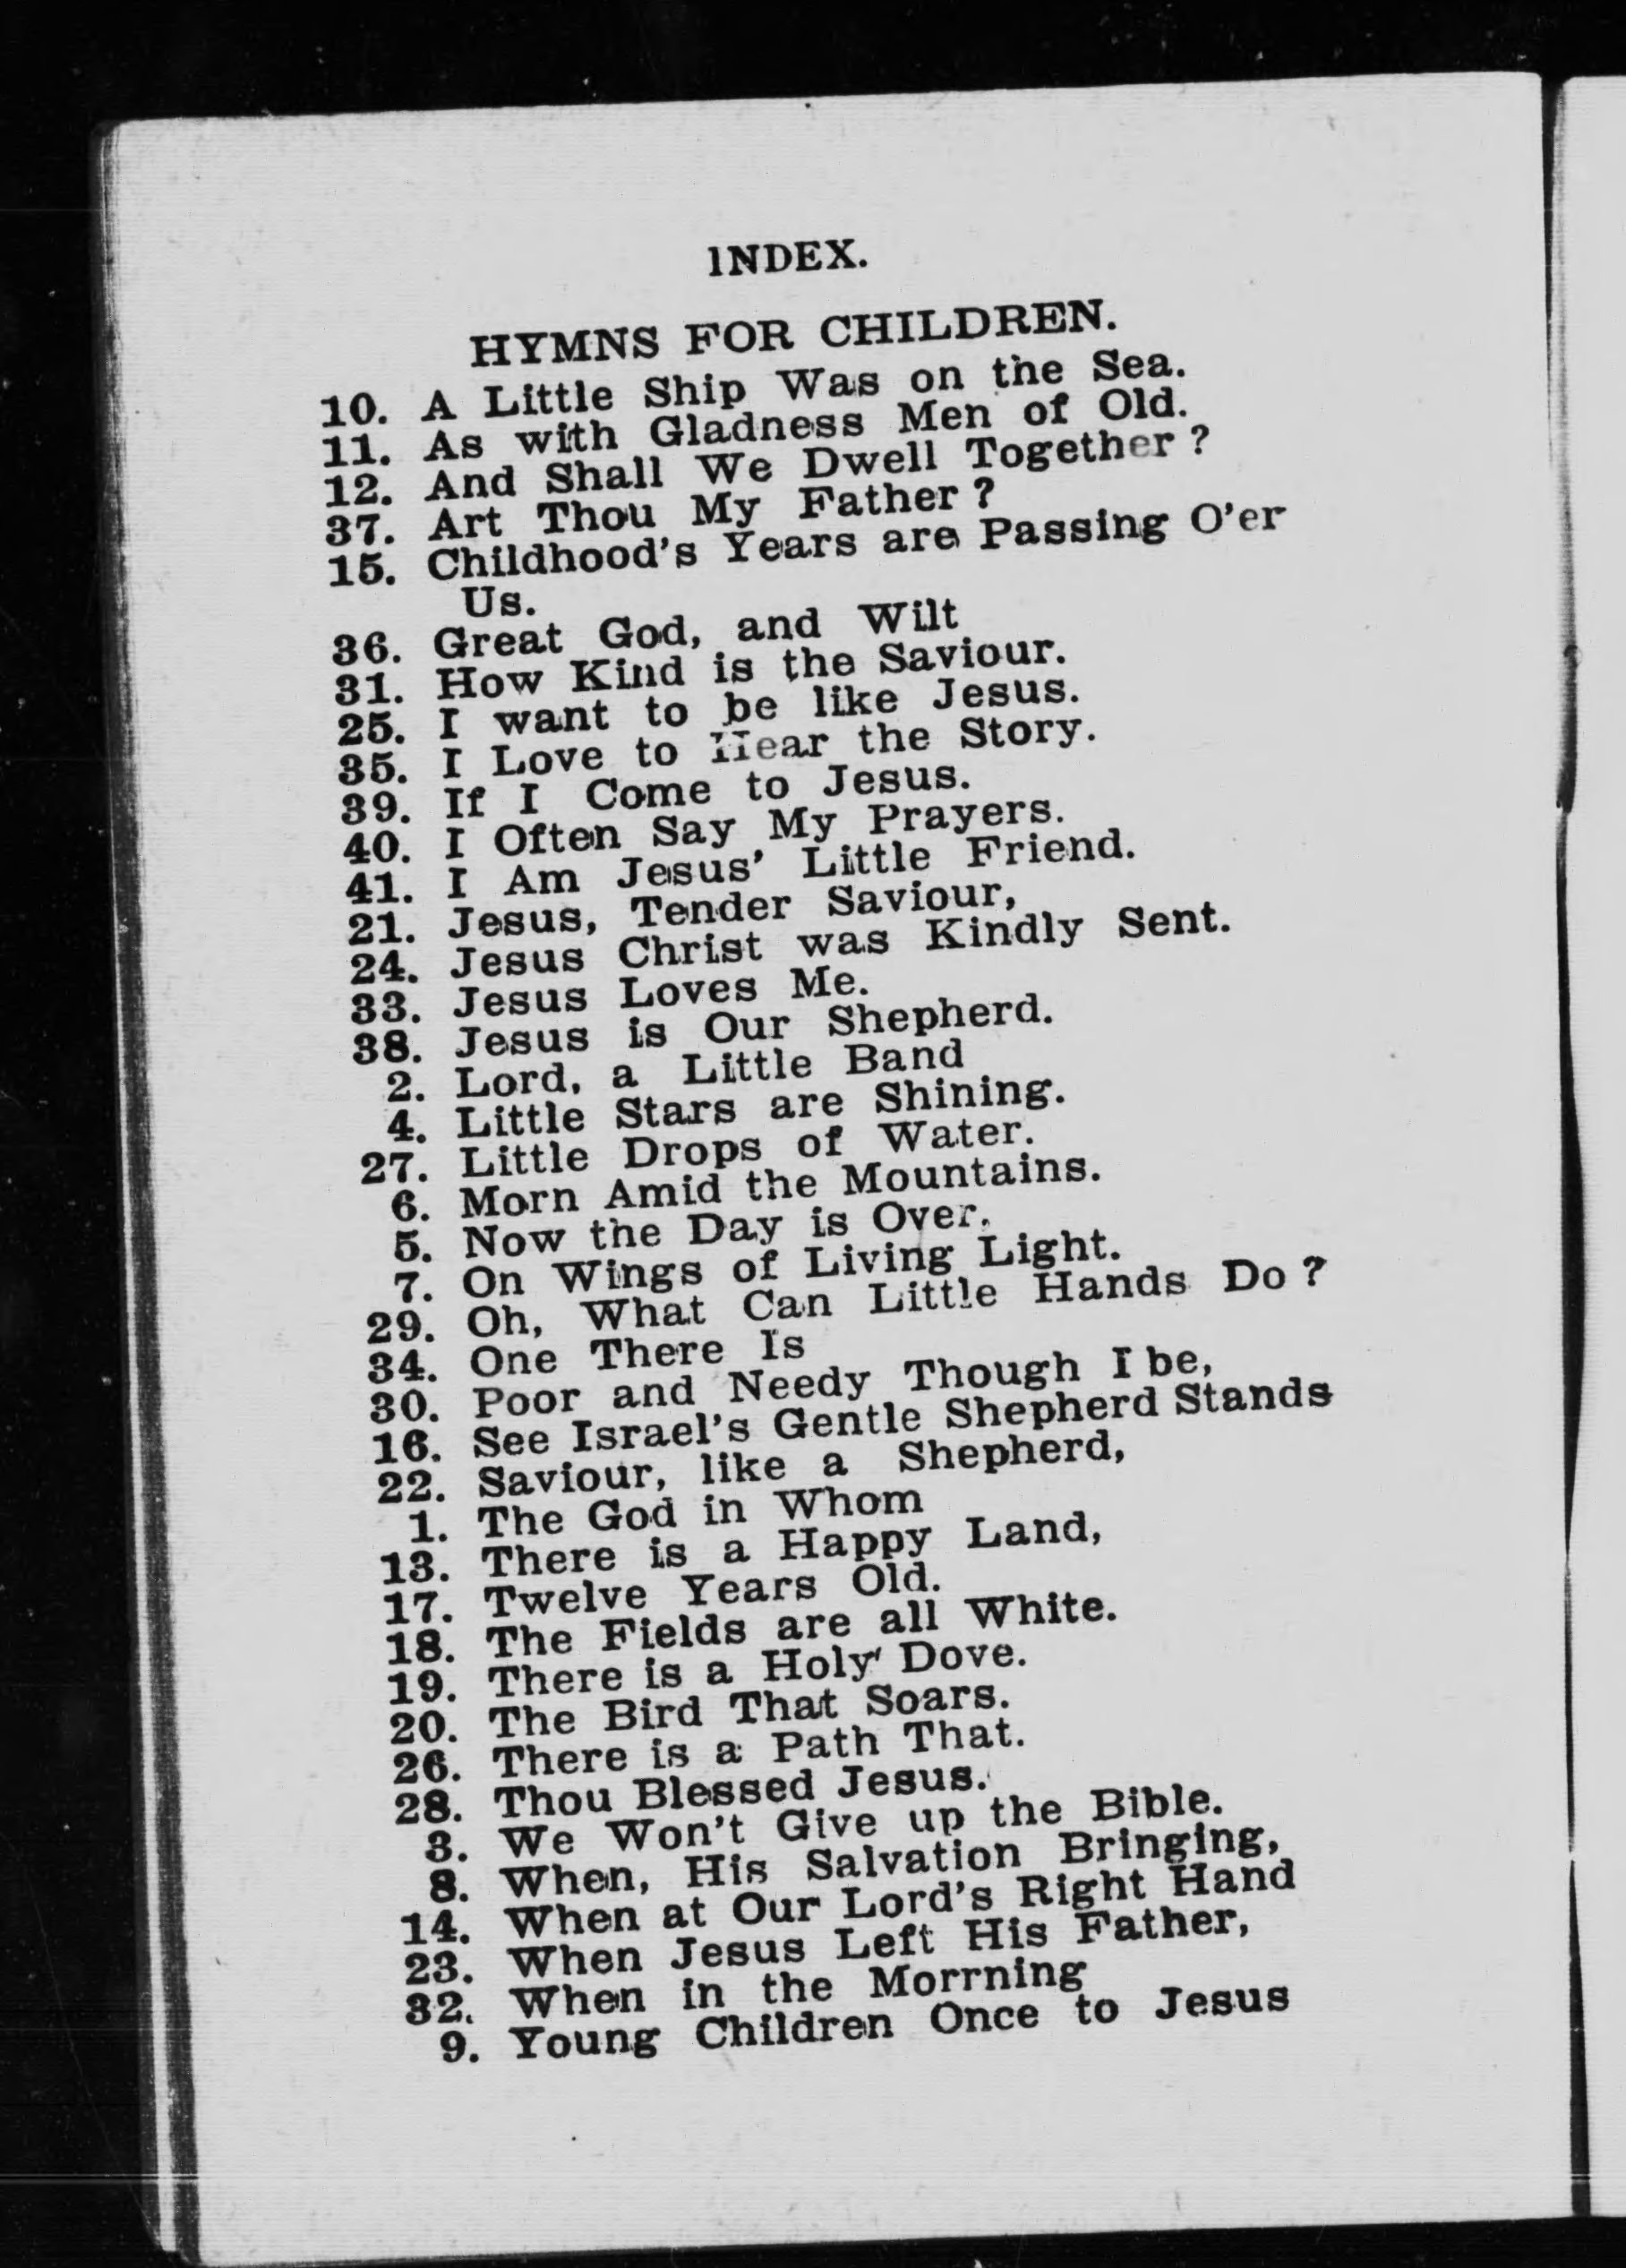 INDEX.
HYMNS FOR CHILDREN.
10. A Little Ship Was on the Sea.
11. As with Gladness Men of Old.
12. And Shall We Dwell Together ?
37. Art Thou My Father ?
15. Childhood's Years are Passing O'er
Us.
36. Great God, and Wilt
31. How Kind is the Saviour.
25. I want to be like Jesus.
35. I Love to Hear the Story.
39. If I Come to Jesus.
40. I Often Say My Prayers.
41. I Am Jesus' Little Friend.
21. Jesus, Tender Saviour,
24. Jesus Christ was Kindly Sent.
33. Jesus Loves Me.
38. Jesus is Our Shepherd.
2. Lord, a Little Band
4. Little Stars are Shining.
27. Little Drops of Water.
6. Morn Amid the Mountains.
5. Now the Day is Over.
7. On Wings of Living Light.
29. Oh, What Can Little Hands Do ?
34. One There Is
30. Poor and Needy Though I be,
16. See Israel's Gentle Shepherd Stands
22. Saviour, like a Shepherd,
1. The God in Whom
13. There is a Happy Land,
17. Twelve Years Old.
18. The Fields are all White.
19. There is a Holy Dove.
20. The Bird That Soars.
26. There is a Path That.
28. Thou Blessed Jesus.
3. We Won't Give up the Bible.
8. When, His Salvation Bringing,
14. When at Our Lord's Right Hand
23. When Jesus Left His Father,
32. When in the Morrning
9. Young Children Once to Jesus